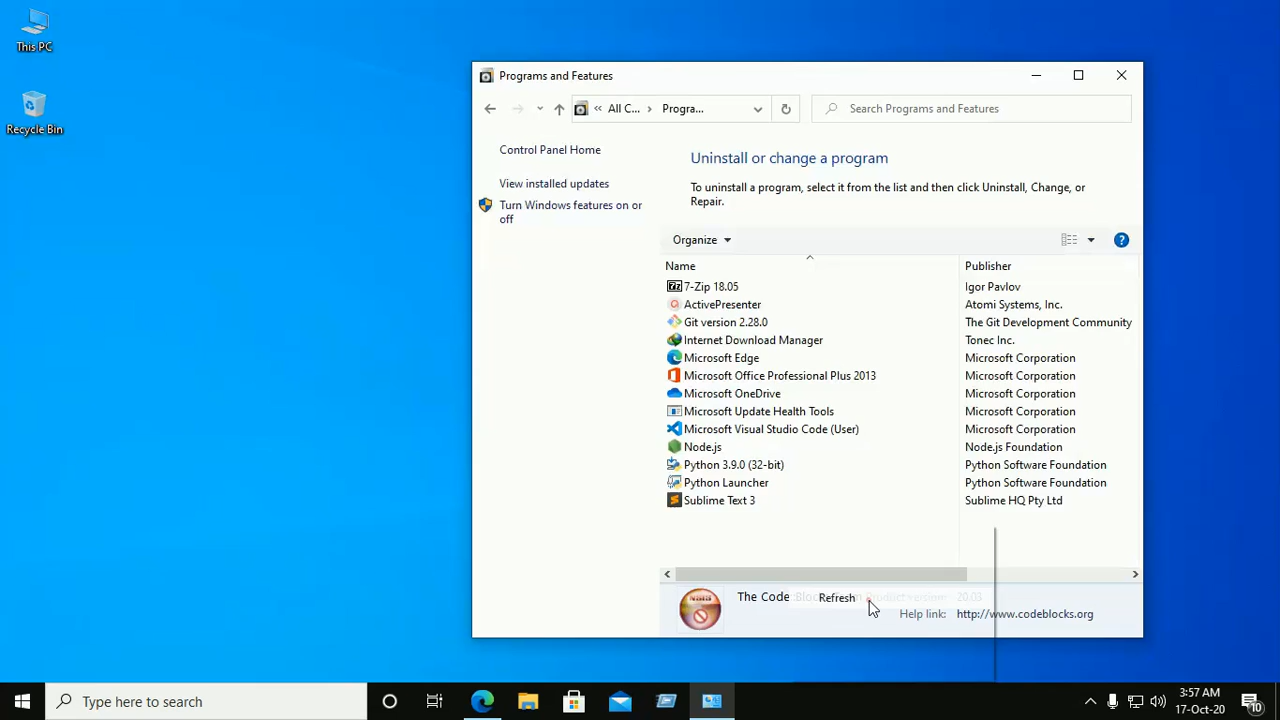 This PC
Recycle Bin
Programs and Features
« All C... > Progra...
Search Programs and Features
Control Panel Home
View installed updates
Turn Windows features on or
off
Uninstall or change a program
To uninstall a program, select it from the list and then click Uninstall, Change, or
Repair.
Organize
Name Publisher
7-Zip 18.05 Igor Pavlov
ActivePresenter Atomi Systems, Inc.
Git version 2.28.0 The Git Development Community
Internet Download Manager Tonec Inc.
Microsoft Edge Microsoft Corporation
Microsoft Office Professional Plus 2013 Microsoft Corporation
Microsoft OneDrive Microsoft Corporation
Microsoft Update Health Tools Microsoft Corporation
Microsoft Visual Studio Code (User) Microsoft Corporation
Node.js Node.js Foundation
Python 3.9.0 (32-bit) Python Software Foundation
Python Launcher Python Software Foundation
Sublime Text 3 Sublime HQ Pty Ltd
The Code::Blocks Refresh Product version: 20.03
Help link: http://www.codeblocks.org
Type here to search
3:57 AM
17-Oct-20
10